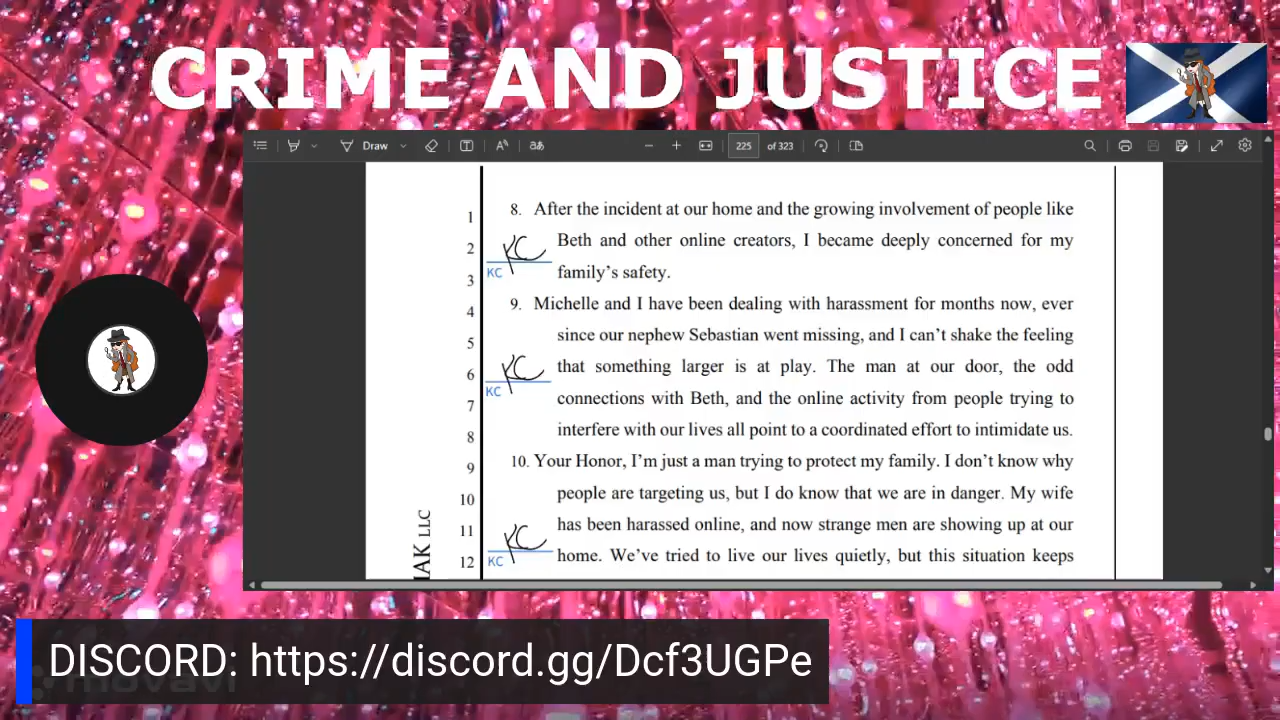 CRIME AND JUSTICE
Draw
225 of 323
1
2
3
4
5
6
7
8
9
10
11
12
8. After the incident at our home and the growing involvement of people like
Beth and other online creators, I became deeply concerned for my
family's safety.
KC
KC
9. Michelle and I have been dealing with harassment for months now, ever
since our nephew Sebastian went missing, and I can't shake the feeling
that something larger is at play. The man at our door, the odd
connections with Beth, and the online activity from people trying to
interfere with our lives all point to a coordinated effort to intimidate us.
KC
KC
10. Your Honor, I'm just a man trying to protect my family. I don't know why
people are targeting us, but I do know that we are in danger. My wife
has been harassed online, and now strange men are showing up at our
home. We've tried to live our lives quietly, but this situation keeps
KC
KC
IAK LLC
DISCORD: https://discord.gg/Dcf3UGPe
movavi